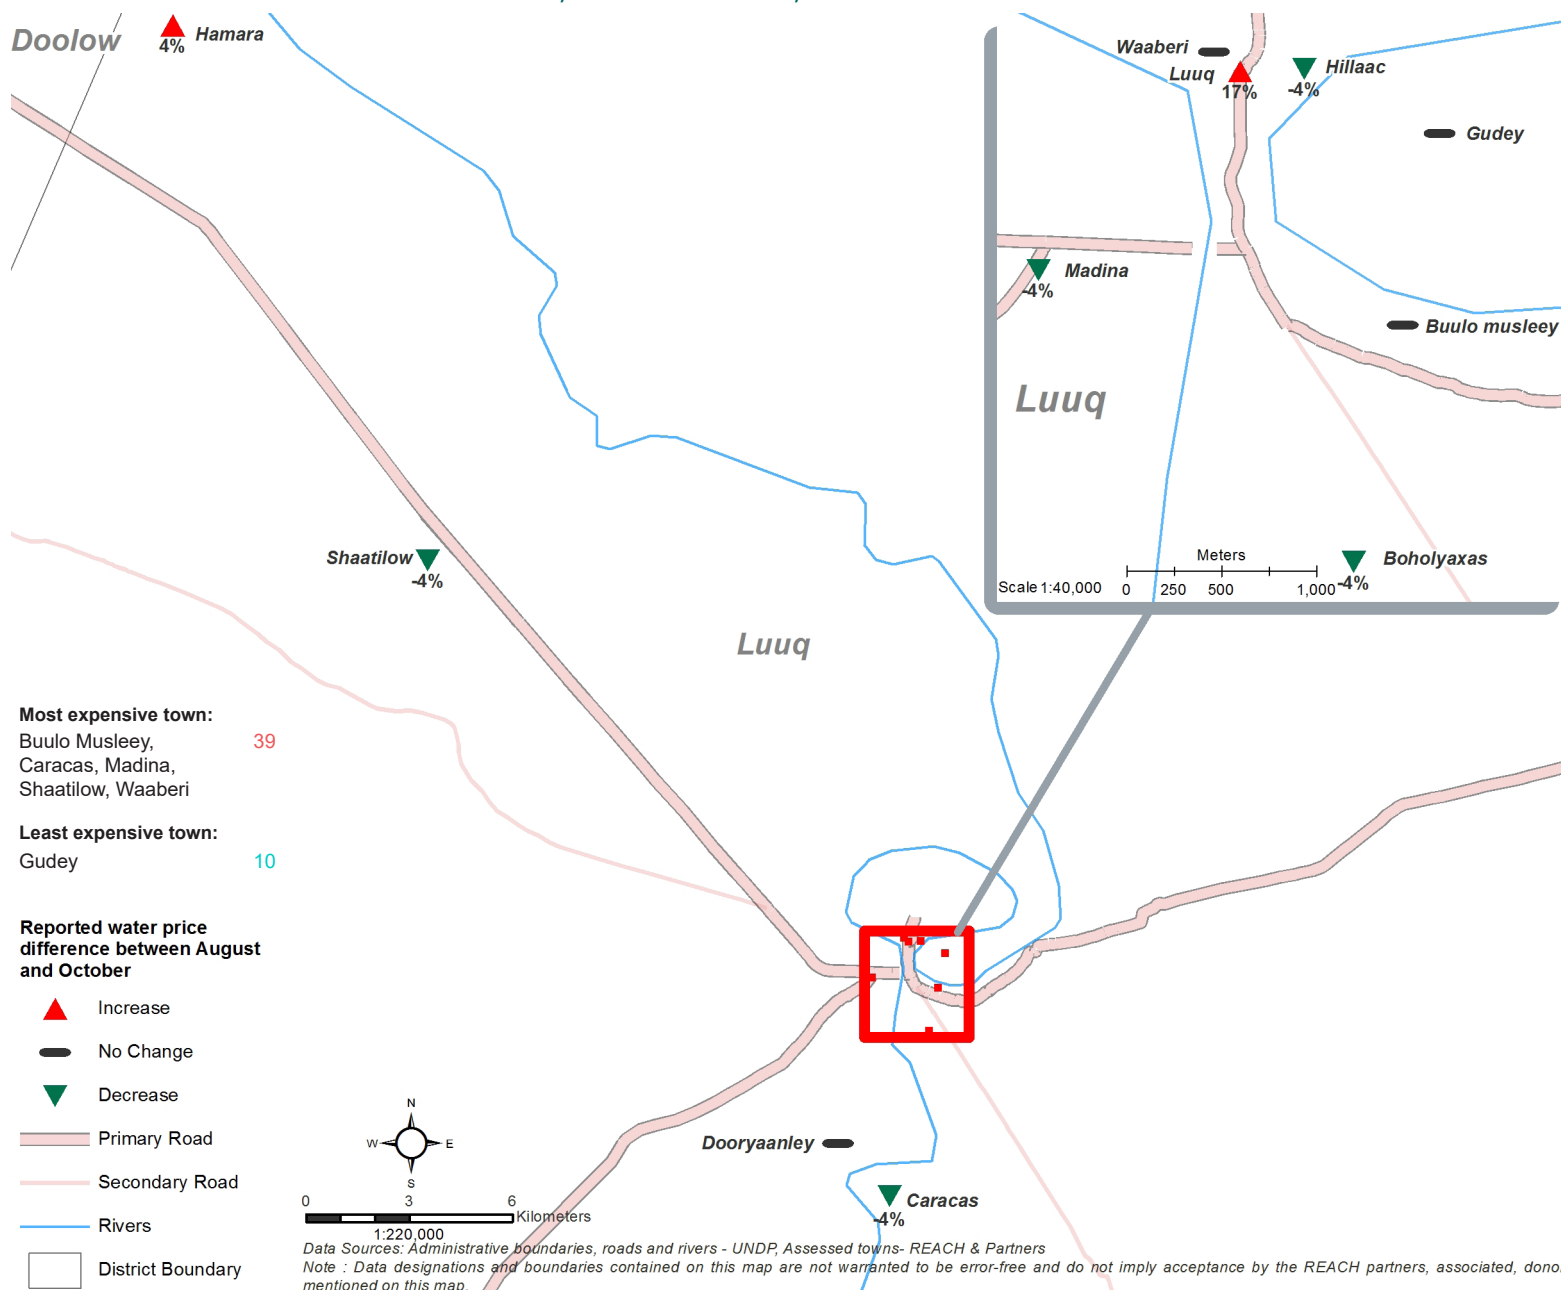 Doolow
Hamara
4%
Waaberi
Luuq
17%
Hillaac
-4%
Gudey
Madina
-4%
Buulo musleey
Luuq
Boholyaxas
-4%
Meters
Scale 1:40,000
0 250 500 1,000
Shaatilow
-4%
Luuq
Most expensive town:
Buulo Musleey, 39
Caracas, Madina,
Shaatilow, Waaberi
Least expensive town:
Gudey 10
Reported water price
difference between August
and October
Increase
No Change
Decrease
Primary Road
Secondary Road
Rivers
District Boundary
N
W E
S
0 3 6
Kilometers
1:220,000
Dooryaanley
Caracas
-4%
Data Sources: Administrative boundaries, roads and rivers - UNDP, Assessed towns- REACH & Partners
Note : Data designations and boundaries contained on this map are not warranted to be error-free and do not imply acceptance by the REACH partners, associated, dono
mentioned on this map.